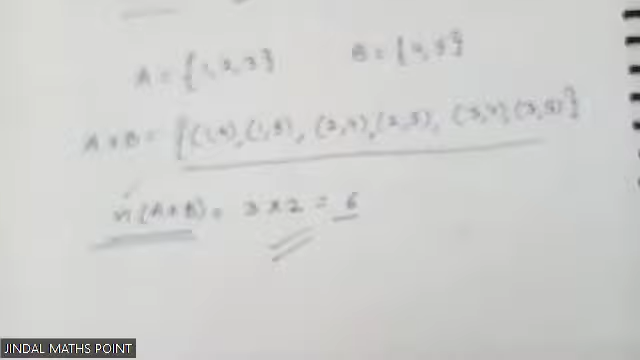 A = {1,2,3} B = {4,5}
A × B = {(1,4),(1,5), (2,4),(2,5), (3,4),(3,5)}
n(A×B) = 3 × 2 = 6
JINDAL MATHS POINT